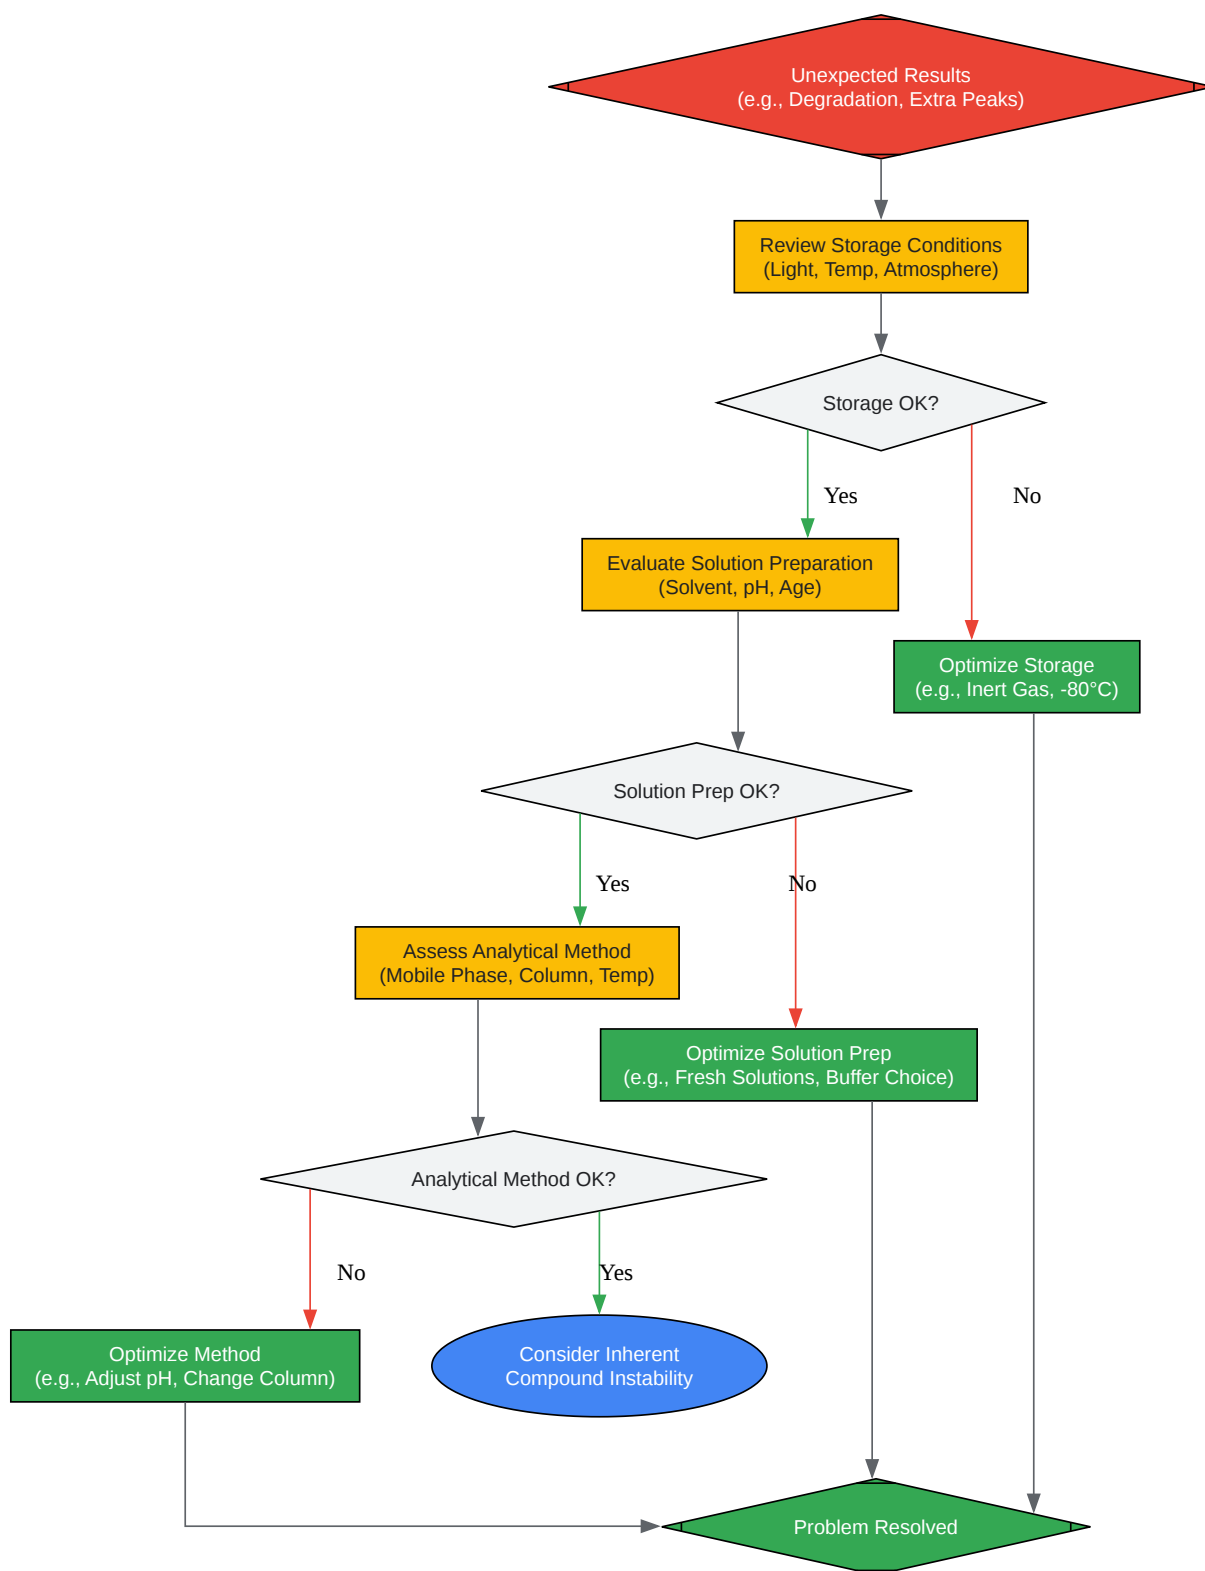 Unexpected Results
(e.g., Degradation, Extra Peaks)
Review Storage Conditions
(Light, Temp, Atmosphere)
Storage OK?
Yes
No
Evaluate Solution Preparation
(Solvent, pH, Age)
Optimize Storage
(e.g., Inert Gas, -80°C)
Solution Prep OK?
Yes
No
Assess Analytical Method
(Mobile Phase, Column, Temp)
Optimize Solution Prep
(e.g., Fresh Solutions, Buffer Choice)
Analytical Method OK?
No
Yes
Optimize Method
(e.g., Adjust pH, Change Column)
Consider Inherent
Compound Instability
Problem Resolved